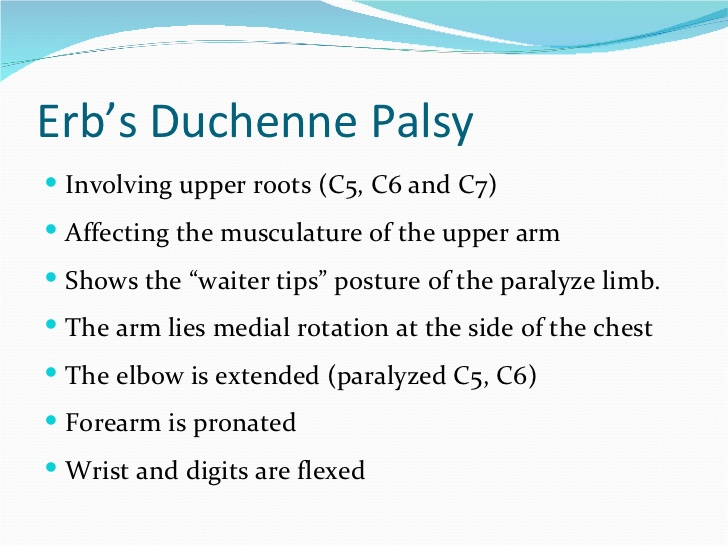 Erb’s Duchenne Palsy
• Involving upper roots (C5, C6 and C7)
• Affecting the musculature of the upper arm
• Shows the “waiter tips” posture of the paralyze limb.
• The arm lies medial rotation at the side of the chest
• The elbow is extended (paralyzed C5, C6)
• Forearm is pronated
• Wrist and digits are flexed